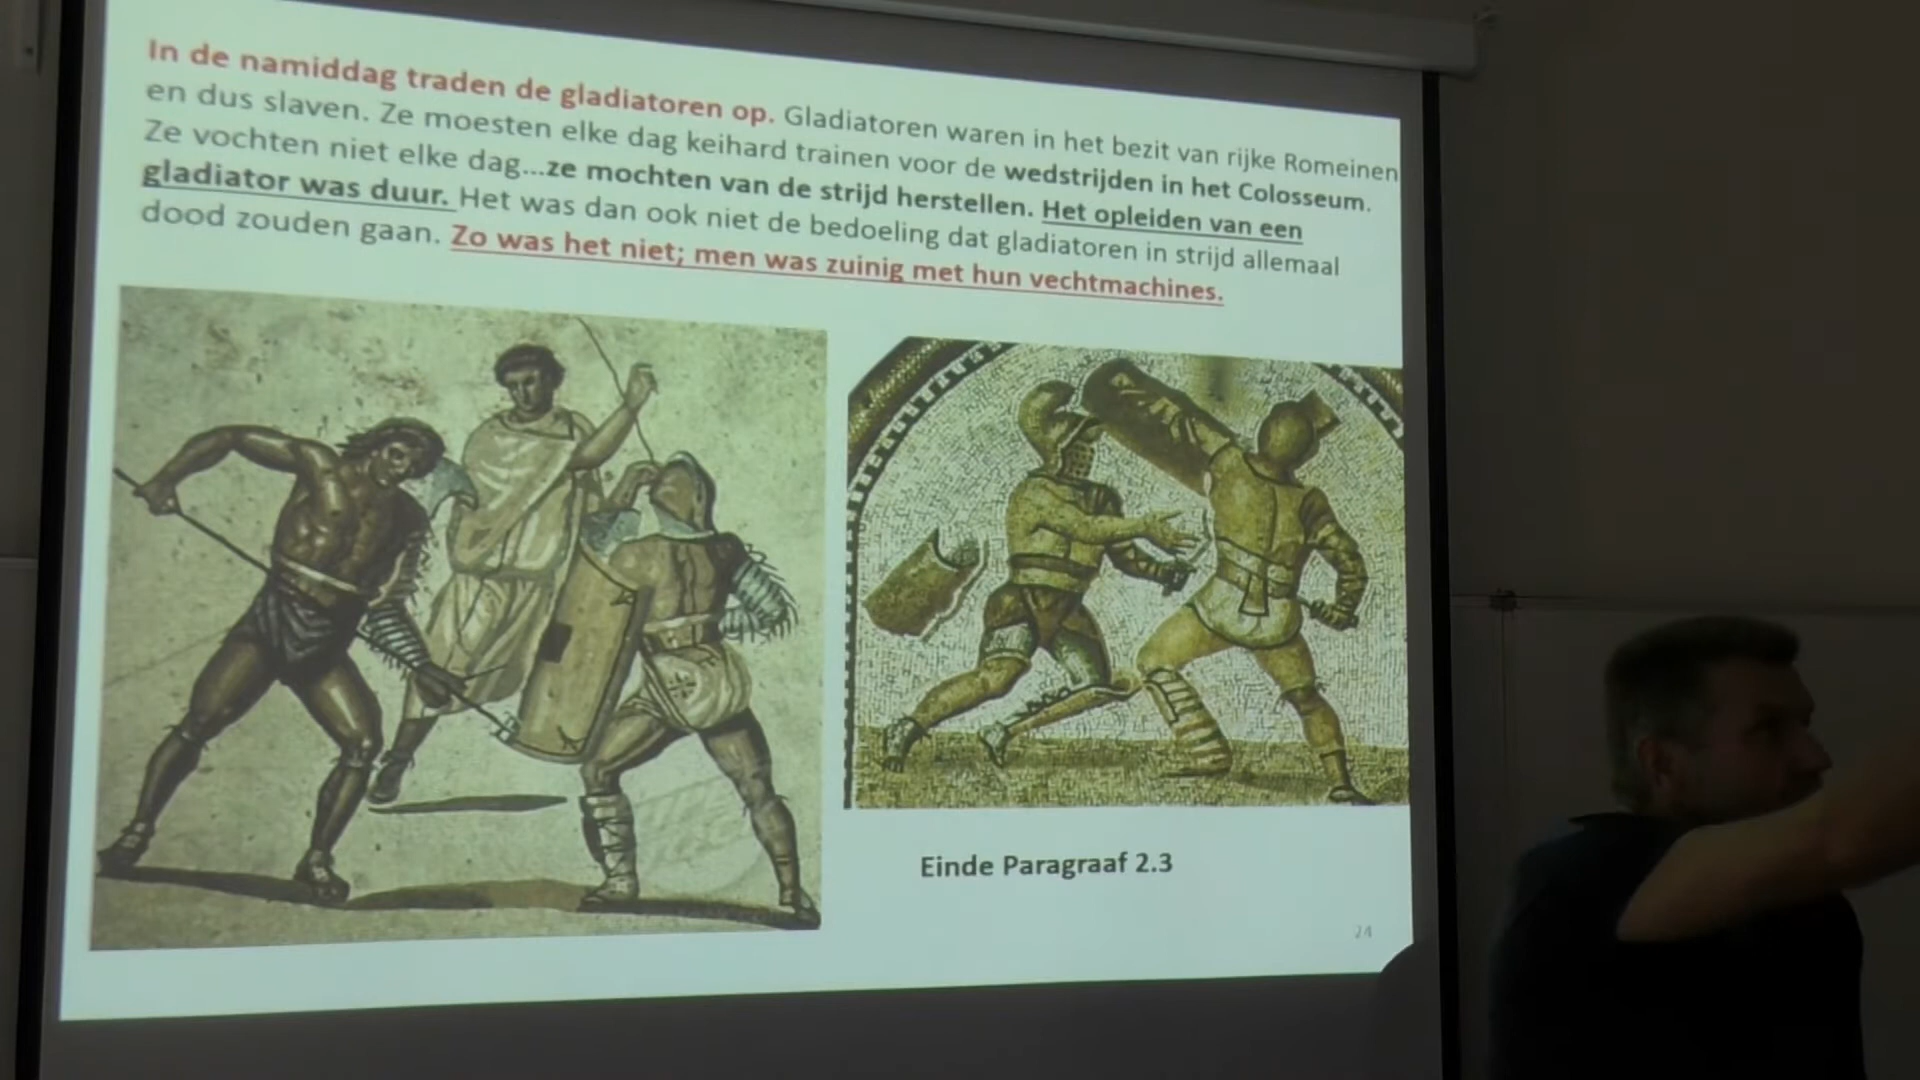 In de namiddag traden de gladiatoren op. Gladiatoren waren in het bezit van rijke Romeinen
en dus slaven. Ze moesten elke dag keihard trainen voor de wedstrijden in het Colosseum.
Ze vochten niet elke dag...ze mochten van de strijd herstellen. Het opleiden van een
gladiator was duur. Het was dan ook niet de bedoeling dat gladiatoren in strijd allemaal
dood zouden gaan. Zo was het niet; men was zuinig met hun vechtmachines.
Einde Paragraaf 2.3
24